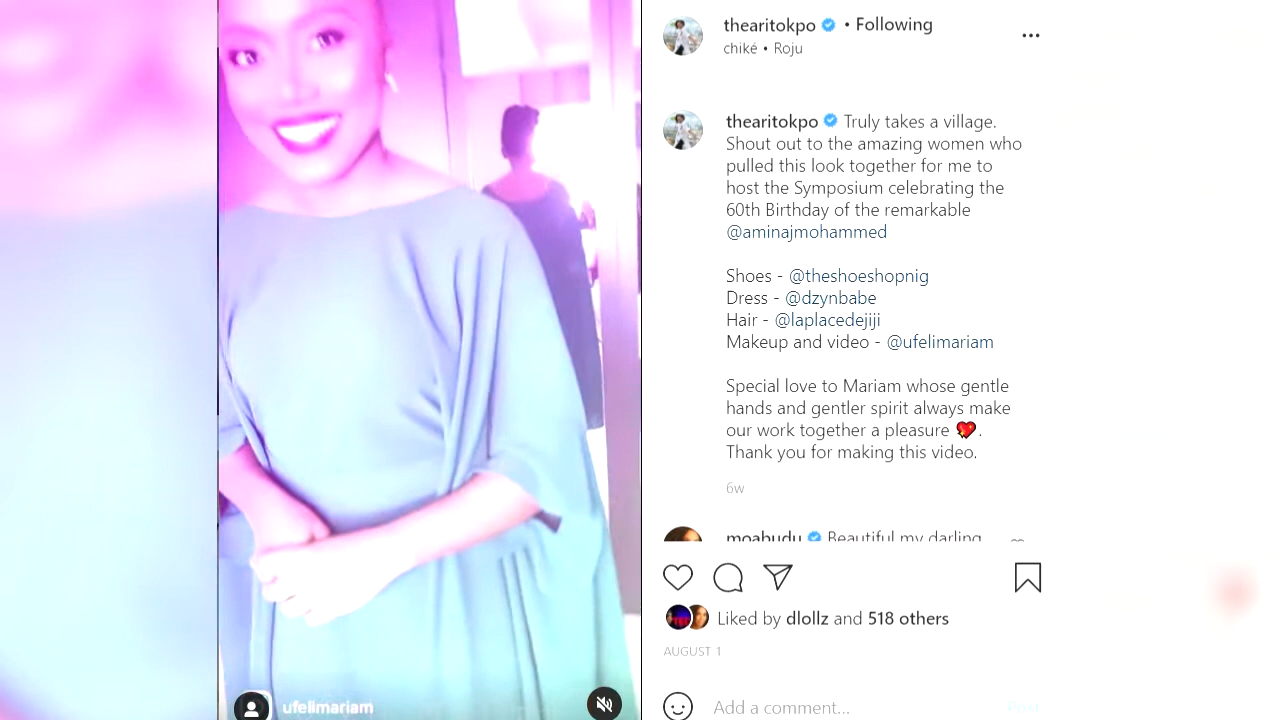 thearitokpo • Following
chiké • Roju
thearitokpo Truly takes a village.
Shout out to the amazing women who
pulled this look together for me to
host the Symposium celebrating the
60th Birthday of the remarkable
@aminajmohammed
Shoes - @theshoeshopnig
Dress - @dzynbabe
Hair - @laplacedejiji
Makeup and video - @ufelimariam
Special love to Mariam whose gentle
hands and gentler spirit always make
our work together a pleasure 💖.
Thank you for making this video.
6w
moabudu Beautiful my darling
Liked by dlollz and 518 others
AUGUST 1
Add a comment...
Post
ufelimariam